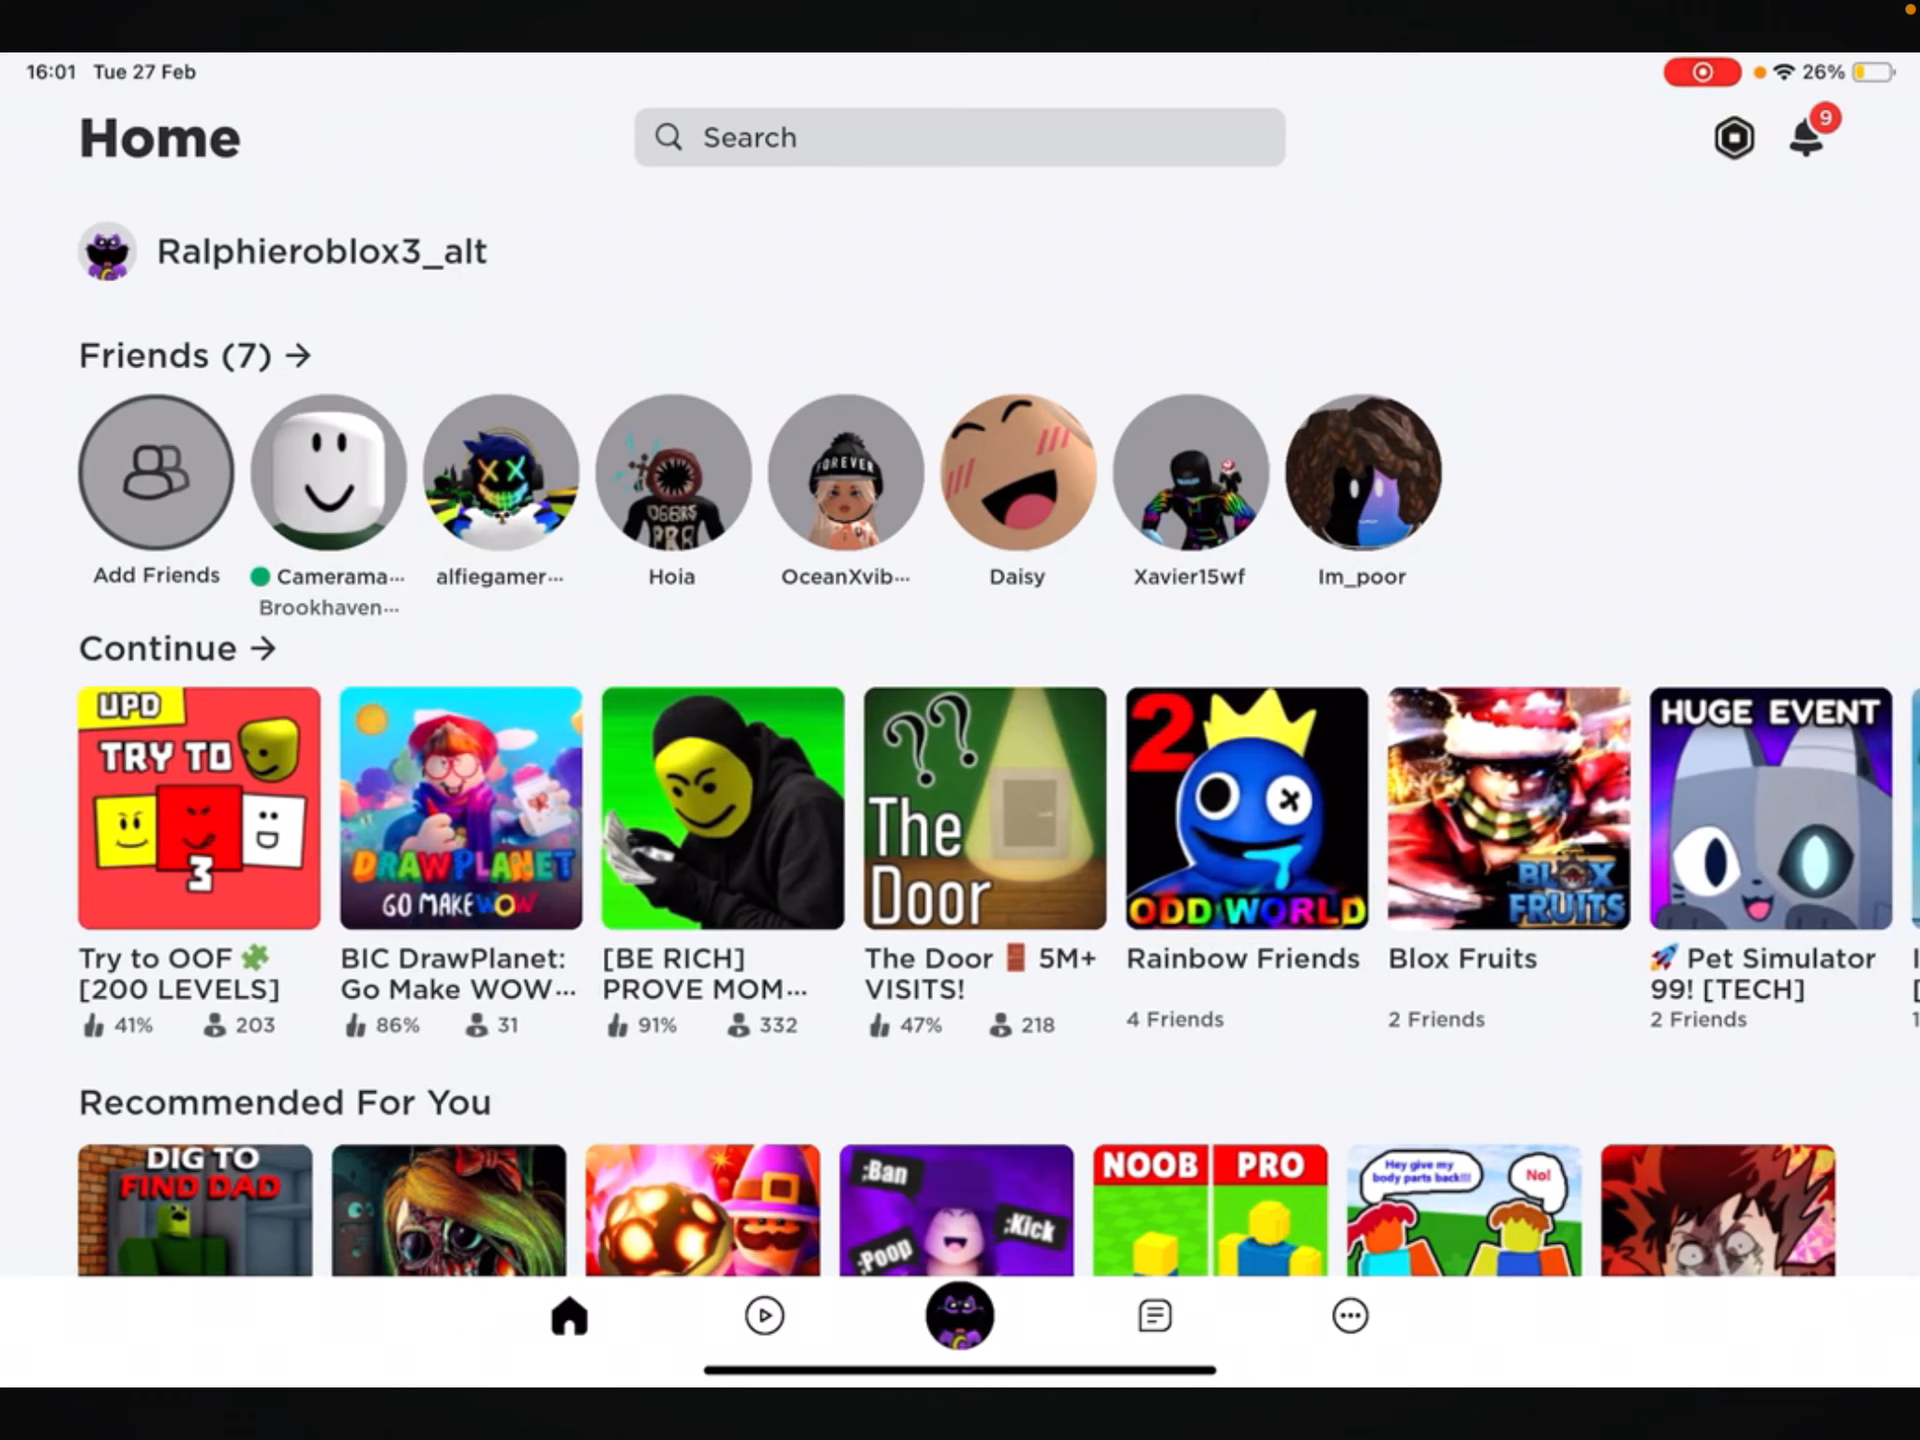 16:01 Tue 27 Feb
26%
Home
Search
9
Ralphieroblox3_alt
Friends (7) →
FOREVER
Add Friends
Camerama...
alfiegamer...
Hoia
OceanXvib...
Daisy
Xavier15wf
Im_poor
Brookhaven...
Continue →
UPD
TRY TO
3
DRAWPLANET
GO MAKE WOW
??
The
Door
2
ODD WORLD
BLOX
FRUITS
HUGE EVENT
Try to OOF 🧩
[200 LEVELS]
41% 203
BIC DrawPlanet:
Go Make WOW...
86% 31
[BE RICH]
PROVE MOM...
91% 332
The Door 🚪 5M+
VISITS!
47% 218
Rainbow Friends
4 Friends
Blox Fruits
2 Friends
🚀 Pet Simulator
99! [TECH]
2 Friends
Recommended For You
DIG TO
FIND DAD
;Ban
;Kick
;Poop
NOOB PRO
Hey give my
body parts back!!!
No!